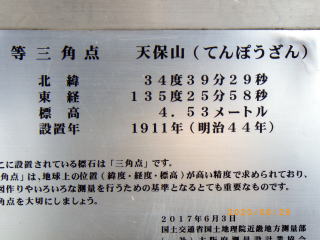 等三角点 天保山（てんぽうざん）
北緯 34度39分29秒
東経 135度25分58秒
標高 4.53メートル
設置年 1911年（明治44年）
こに設置されている標石は「三角点」です。
角点」は、地球上の位置（緯度・経度・標高）が高い精度で求められており、
図作りやいろいろな測量を行うための基準となるとても重要なものです。
角点を大切にしましょう。
2017年6月3日
国土交通省国土地理院近畿地方測量部